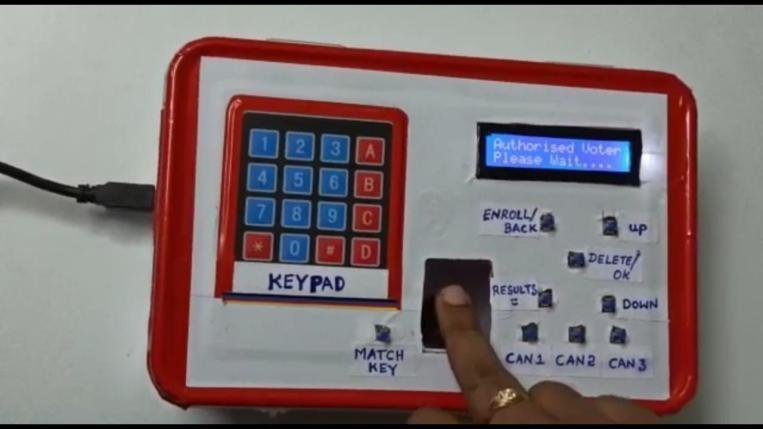 1 2 3 A
4 5 6 B
7 8 9 C
* 0 # D
KEYPAD
Authorised Voter
Please Wait....
ENROLL/
BACK
UP
DELETE/
OK
RESULTS
=
DOWN
MATCH
KEY
CAN1
CAN2
CAN3